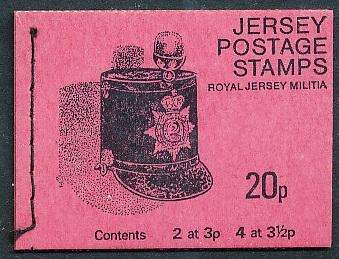 JERSEY
POSTAGE
STAMPS
ROYAL JERSEY MILITIA
20p
Contents 2 at 3p 4 at 3½p